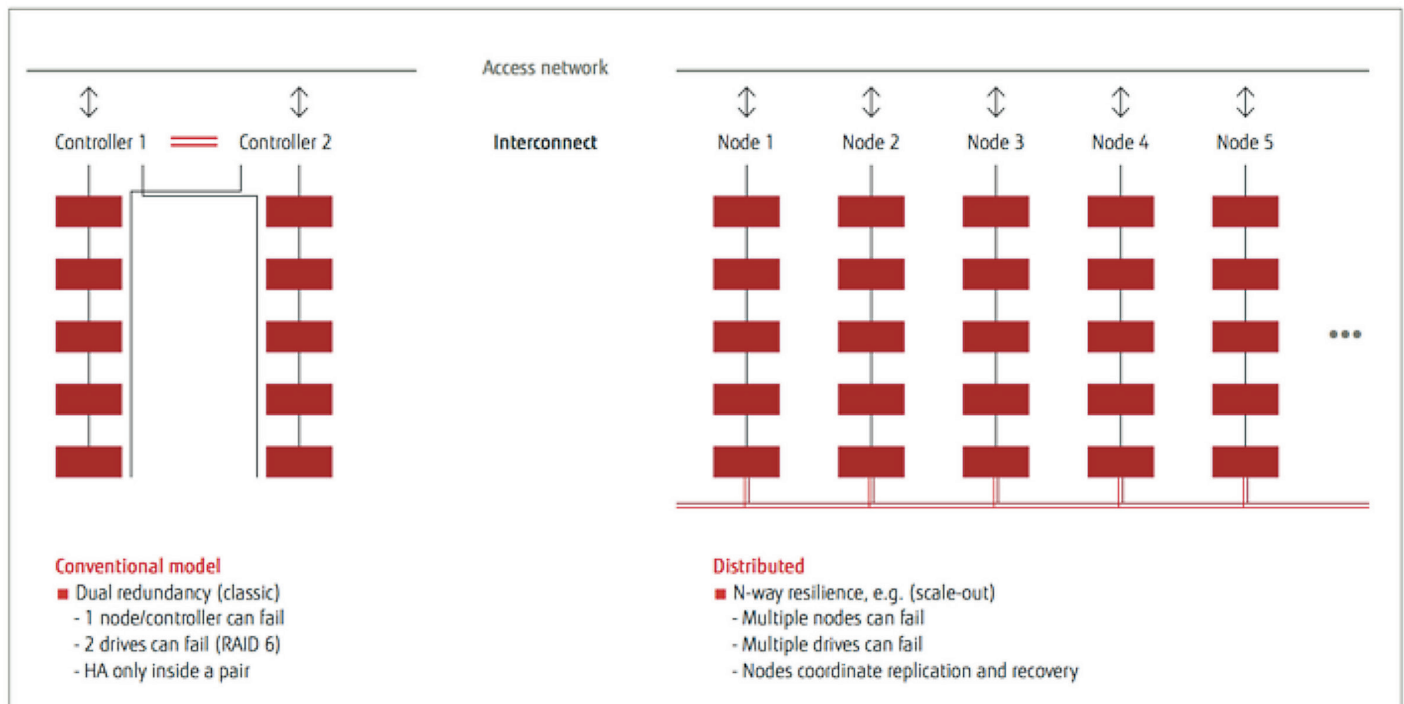 Access network
Controller 1
Controller 2
Interconnect
Node 1
Node 2
Node 3
Node 4
Node 5
Conventional model
Dual redundancy (classic)
- 1 node/controller can fail
- 2 drives can fail (RAID 6)
- HA only inside a pair
Distributed
N-way resilience, e.g. (scale-out)
- Multiple nodes can fail
- Multiple drives can fail
- Nodes coordinate replication and recovery